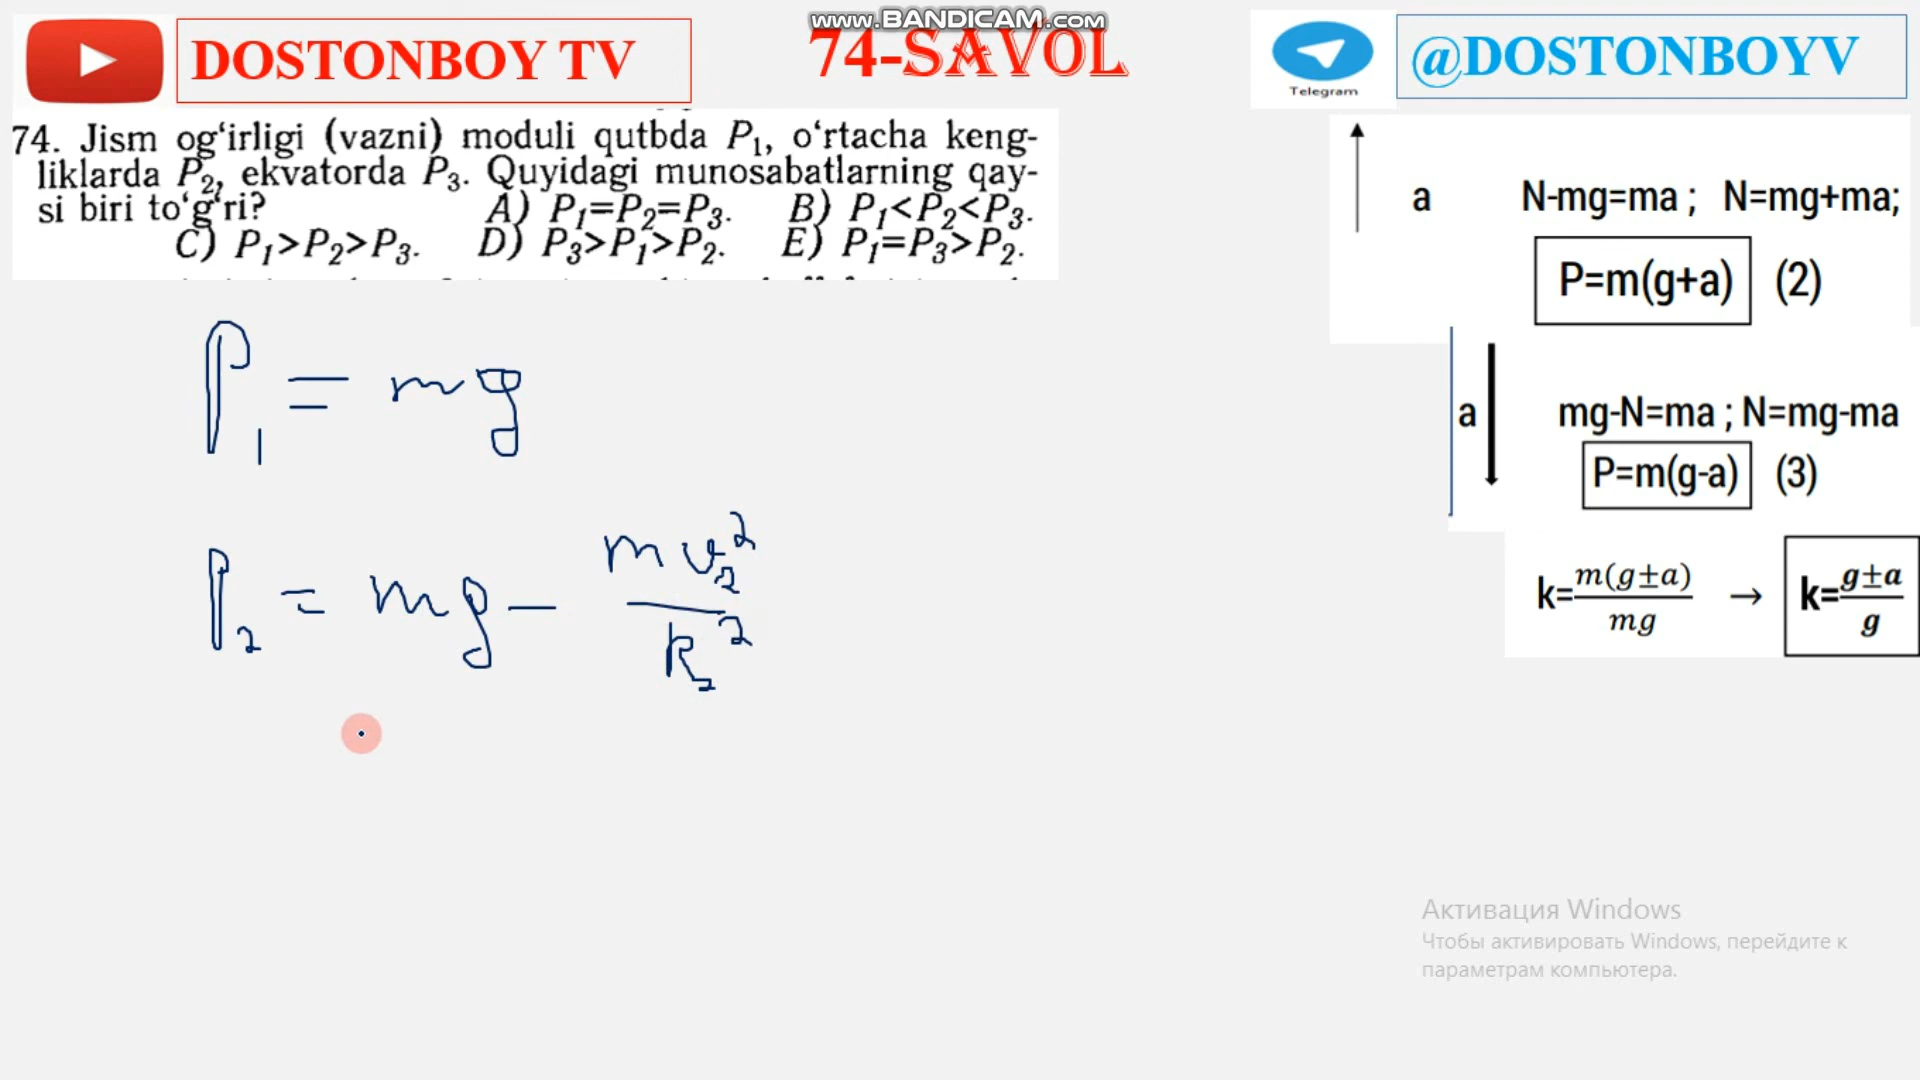 www.BANDICAM.com
DOSTONBOY TV
74-SAVOL
Telegram
@DOSTONBOYV
74. Jism og‘irligi (vazni) moduli qutbda P₁, o‘rtacha keng-
liklarda P₂, ekvatorda P₃. Quyidagi munosabatlarning qay-
si biri to‘g‘ri? A) P₁=P₂=P₃. B) P₁<P₂<P₃.
C) P₁>P₂>P₃. D) P₃>P₁>P₂. E) P₁=P₃>P₂.
a N-mg=ma ; N=mg+ma;
P=m(g+a) (2)
a mg-N=ma ; N=mg-ma
P=m(g-a) (3)
k=m(g±a)/mg → k=g±a/g
P₁ = mg
P₂ = mg - mv₂²/R₂²
Активация Windows
Чтобы активировать Windows, перейдите к
параметрам компьютера.